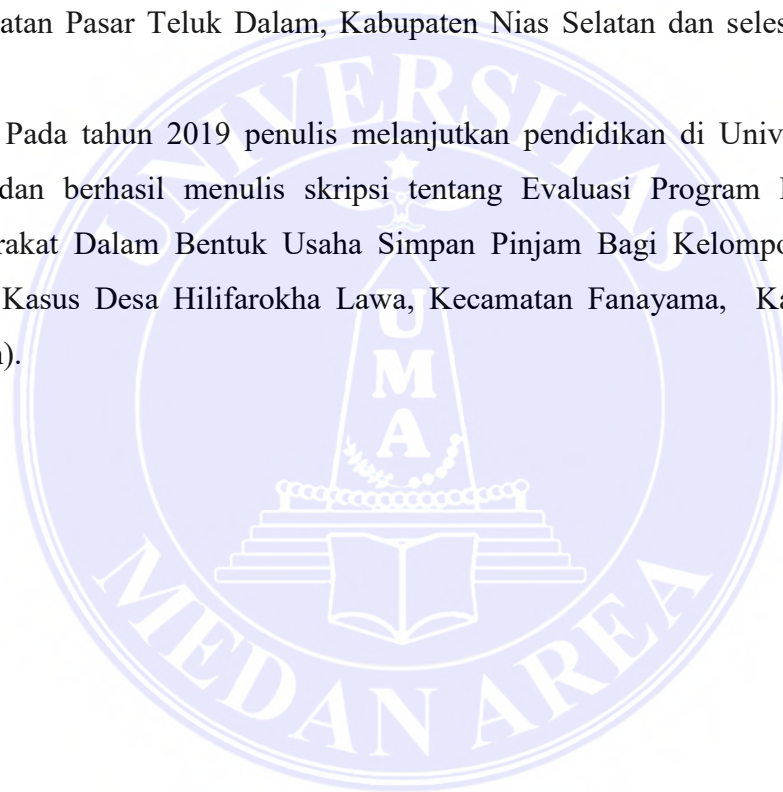 atan Pasar Teluk Dalam, Kabupaten Nias Selatan dan seles
Pada tahun 2019 penulis melanjutkan pendidikan di Univ
dan berhasil menulis skripsi tentang Evaluasi Program
rakat Dalam Bentuk Usaha Simpan Pinjam Bagi Kelompo
Kasus Desa Hilifarokha Lawa, Kecamatan Fanayama, Ka
).
UNIVERSITAS
UMA
MEDAN AREA